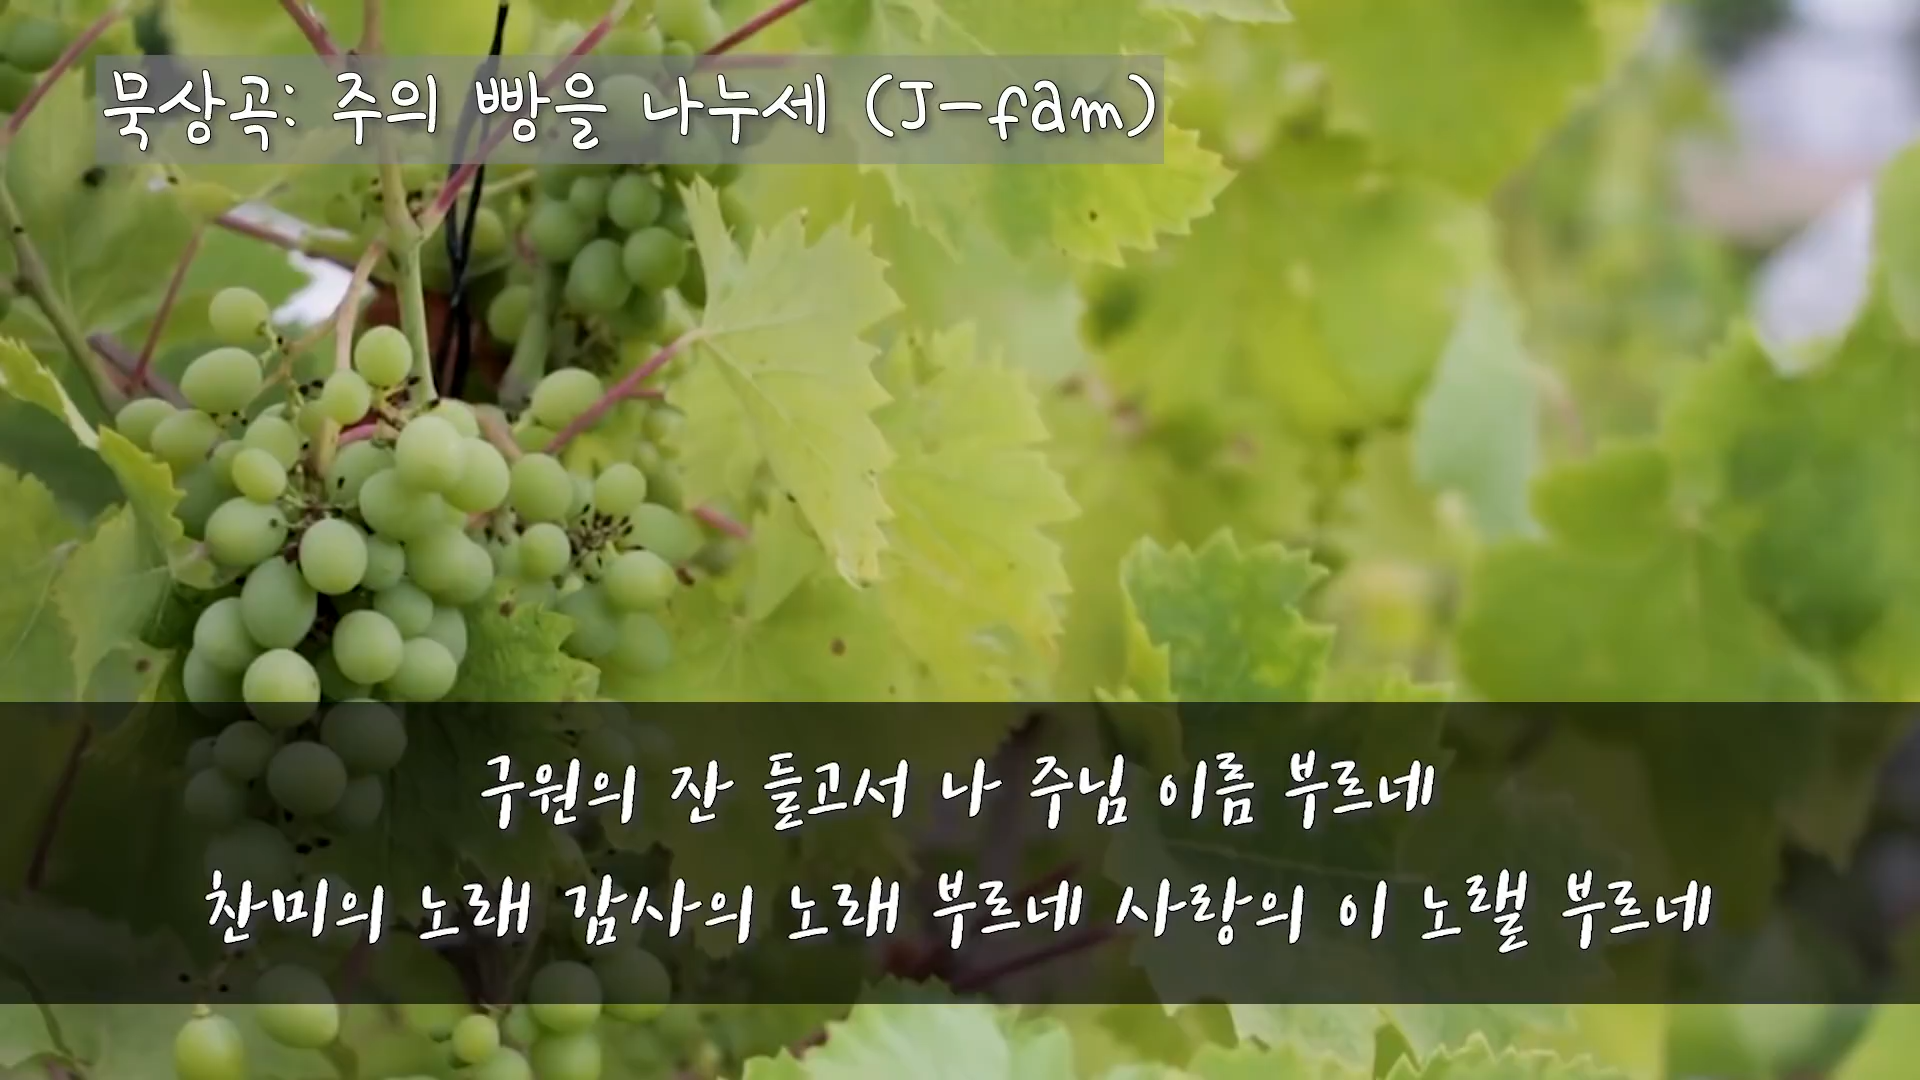 묵상곡: 주의 빵을 나누세 (J-fam)
구원의 잔 들고서 나 주님 이름 부르네
찬미의 노래 감사의 노래 부르네 사랑의 이 노랠 부르네